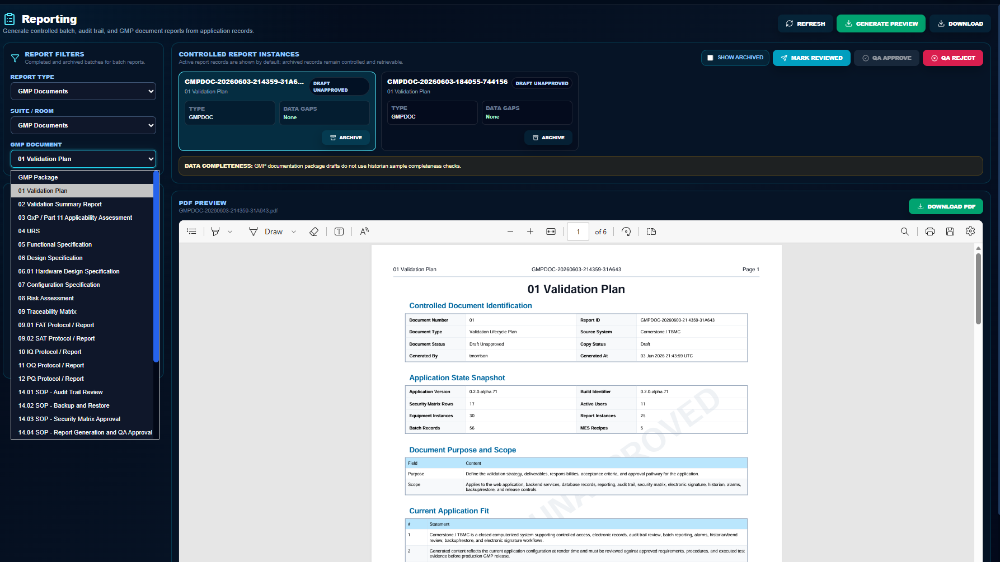 Reporting
Generate controlled batch, audit trail, and GMP document reports from application records.
REFRESH
GENERATE PREVIEW
DOWNLOAD
REPORT FILTERS
Completed and archived batches for batch reports.
REPORT TYPE
GMP Documents
SUITE / ROOM
GMP Documents
GMP DOCUMENT
01 Validation Plan
GMP Package
01 Validation Plan
02 Validation Summary Report
03 GxP / Part 11 Applicability Assessment
04 URS
05 Functional Specification
06 Design Specification
06.01 Hardware Design Specification
07 Configuration Specification
08 Risk Assessment
09 Traceability Matrix
09.01 FAT Protocol / Report
09.02 SAT Protocol / Report
10 IQ Protocol / Report
11 OQ Protocol / Report
12 PQ Protocol / Report
14.01 SOP - Audit Trail Review
14.02 SOP - Backup and Restore
14.03 SOP - Security Matrix Approval
14.04 SOP - Report Generation and QA Approval
CONTROLLED REPORT INSTANCES
Active report records are shown by default; archived records remain controlled and retrievable.
SHOW ARCHIVED
MARK REVIEWED
QA APPROVE
QA REJECT
GMPDOC-20260603-214359-31A6...
DRAFT UNAPPROVED
01 Validation Plan
TYPE
GMPDOC
DATA GAPS
None
ARCHIVE
GMPDOC-20260603-184055-744156
DRAFT UNAPPROVED
01 Validation Plan
TYPE
GMPDOC
DATA GAPS
None
ARCHIVE
DATA COMPLETENESS: GMP documentation package drafts do not use historian sample completeness checks.
PDF PREVIEW
GMPDOC-20260603-214359-31A643.pdf
DOWNLOAD PDF
Draw
1 of 6
01 Validation Plan GMPDOC-20260603-214359-31A643 Page 1
01 Validation Plan
Controlled Document Identification
Document Number 01 Report ID GMPDOC-20260603-21 4359-31A643
Document Type Validation Lifecycle Plan Source System Cornerstone / TBMC
Document Status Draft Unapproved Copy Status Draft
Generated By tmorrison Generated At 03 Jun 2026 21:43:59 UTC
Application State Snapshot
Application Version 0.2.0-alpha.71 Build Identifier 0.2.0-alpha.71
Security Matrix Rows 17 Active Users 11
Equipment Instances 30 Report Instances 25
Batch Records 56 MES Recipes 5
Document Purpose and Scope
Field Content
Purpose Define the validation strategy, deliverables, responsibilities, acceptance criteria, and approval pathway for the application.
Scope Applies to the web application, backend services, database records, reporting, audit trail, security matrix, electronic signature, historian, alarms,
backup/restore, and release controls.
Current Application Fit
# Statement
1 Cornerstone / TBMC is a closed computerized system supporting controlled access, electronic records, audit trail review, batch reporting, alarms, historian/trend
review, backup/restore, and electronic signature workflows.
2 Generated content reflects the current application configuration at render time and must be reviewed against approved requirements, procedures, and executed test
evidence before production GMP release.